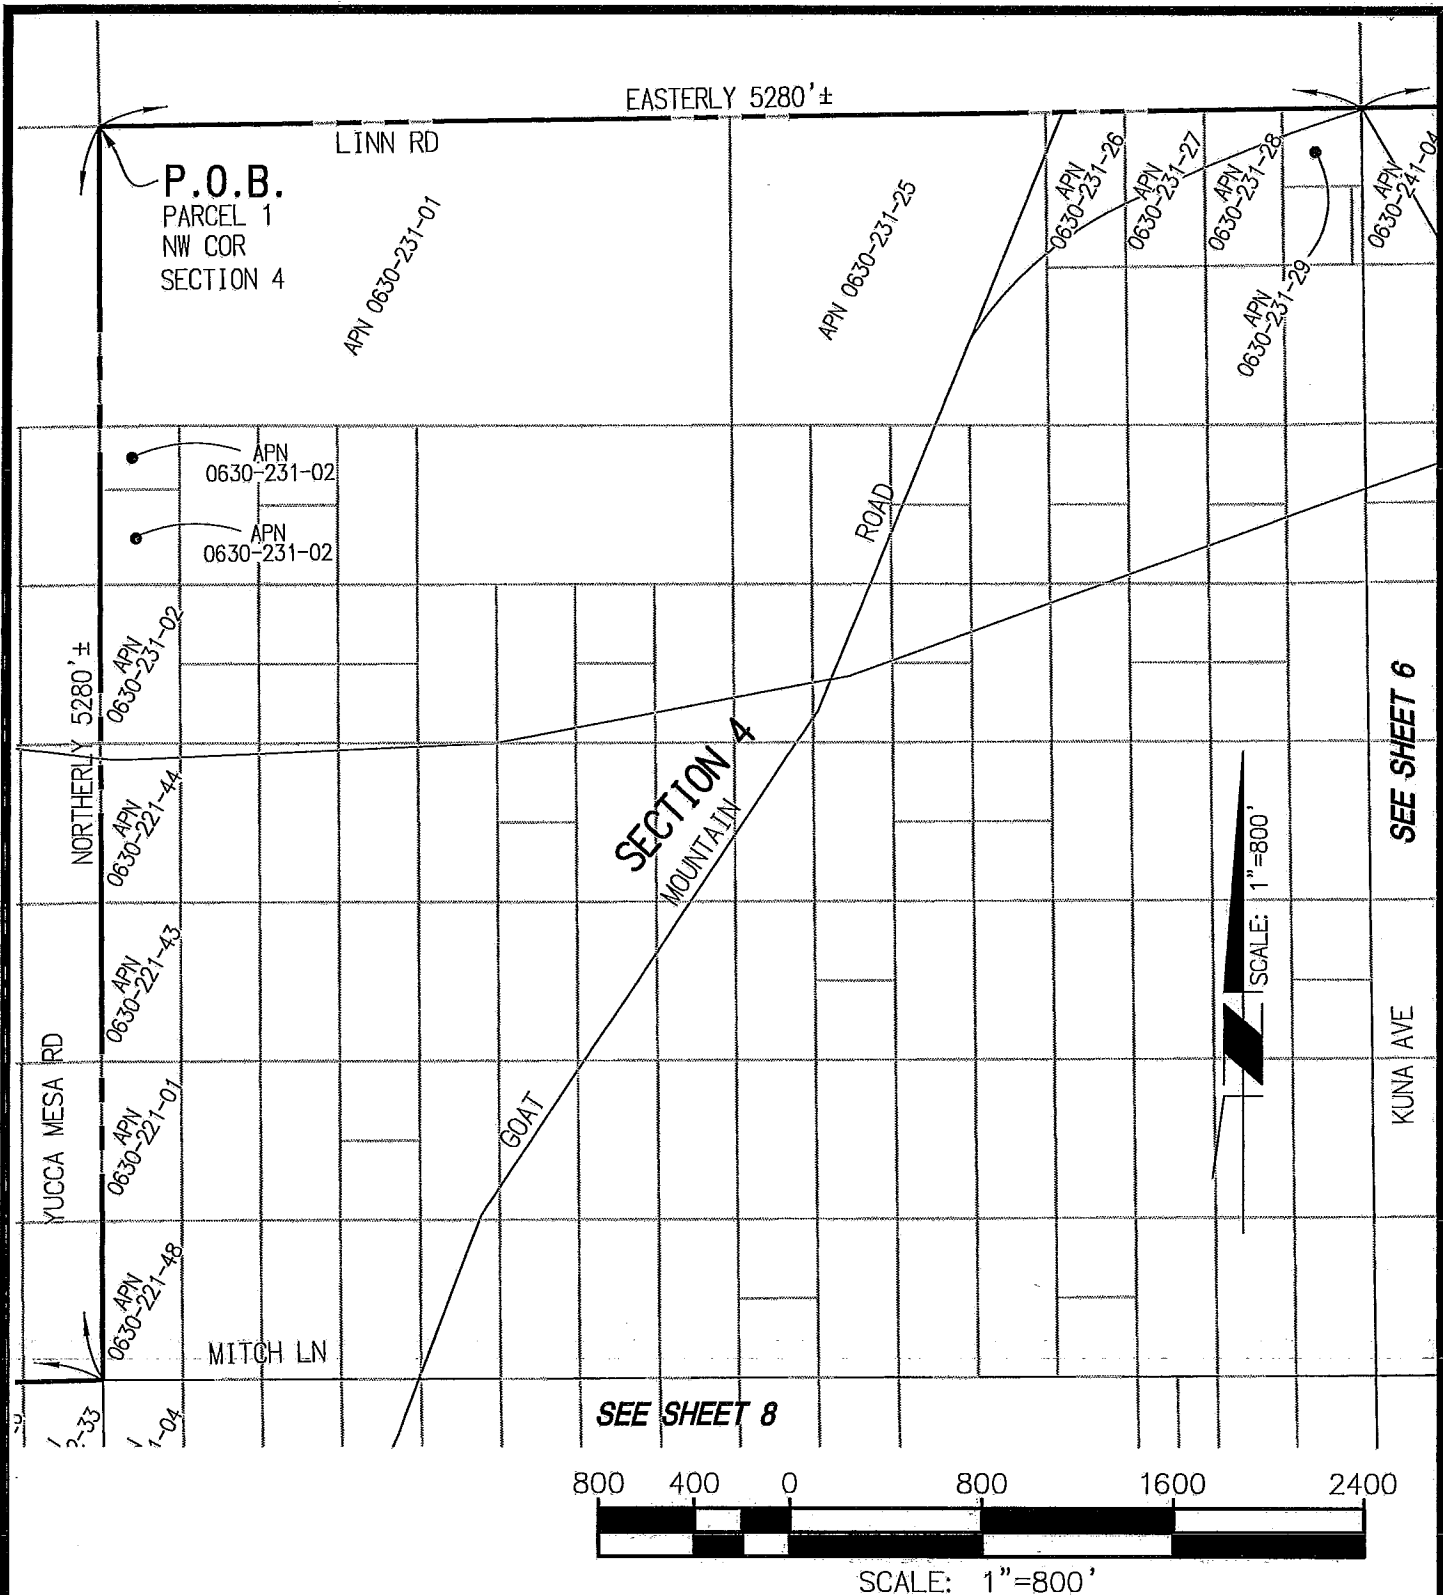 EASTERLY 5280'±
LINN RD
P.O.B.
PARCEL 1
NW COR
SECTION 4
APN 0630-231-01
APN 0630-231-25
APN
0630-231-26
APN
0630-231-27
APN
0630-231-28
APN
0630-231-29
APN
0630-241-04
APN
0630-231-02
APN
0630-231-02
APN
0630-231-02
NORTHERLY 5280'±
APN
0630-221-44
APN
0630-221-43
APN
0630-221-01
APN
0630-221-48
YUCCA MESA RD
ROAD
SECTION 4
MOUNTAIN
GOAT
SEE SHEET 6
SCALE: 1"=800'
KUNA AVE
MITCH LN
-33
1-04
SEE SHEET 8
800 400 0 800 1600 2400
SCALE: 1"=800'